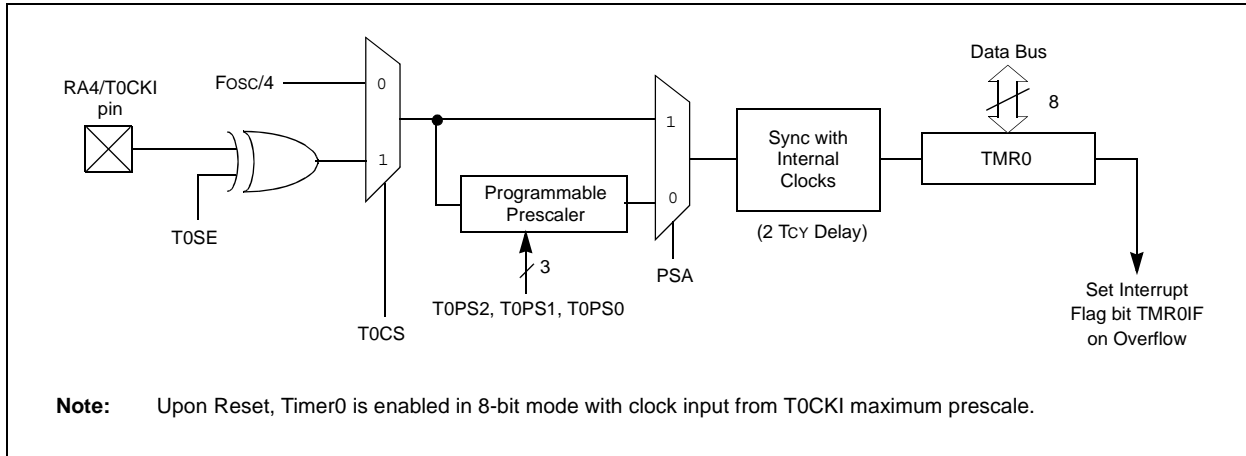 RA4/T0CKI
pin
FOSC/4
0
1
T0SE
T0CS
Programmable
Prescaler
3
T0PS2, T0PS1, T0PS0
1
0
PSA
Sync with
Internal
Clocks
(2 TCY Delay)
Data Bus
8
TMR0
Set Interrupt
Flag bit TMR0IF
on Overflow
Note: Upon Reset, Timer0 is enabled in 8-bit mode with clock input from T0CKI maximum prescale.